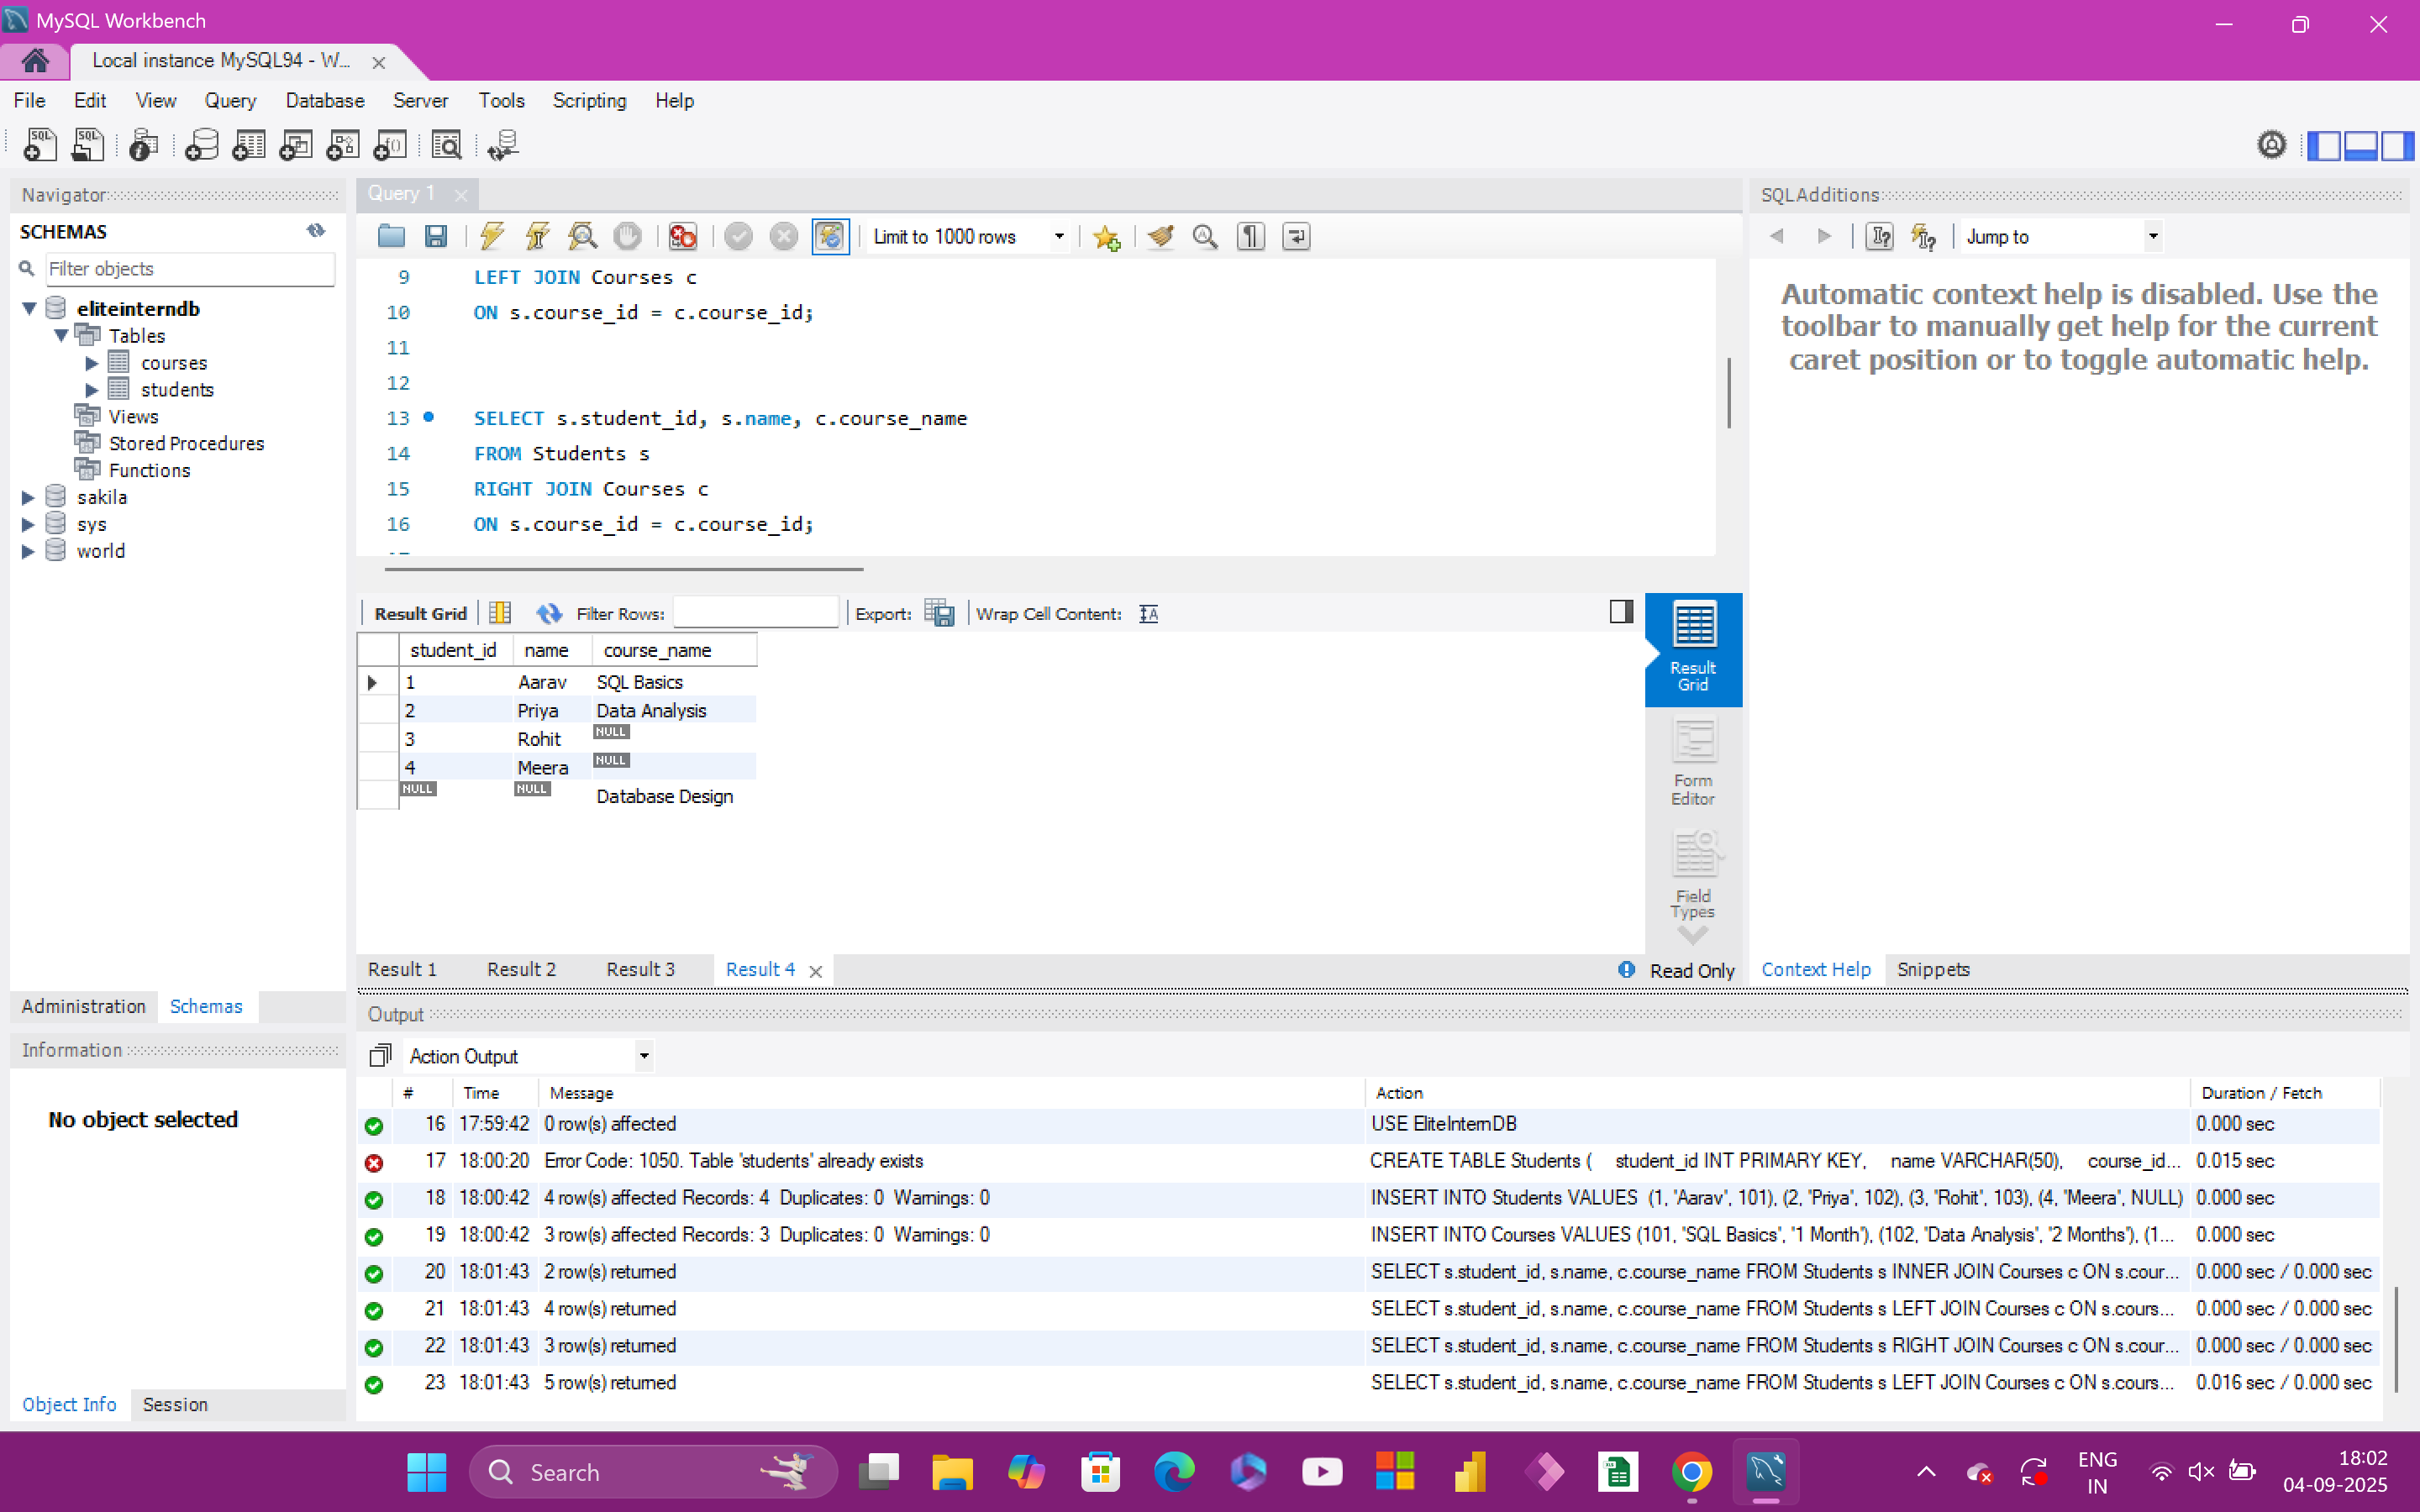 MySQL Workbench
Local instance MySQL94 - W...
File Edit View Query Database Server Tools Scripting Help
Navigator
SCHEMAS
Filter objects
eliteinterndb
Tables
courses
students
Views
Stored Procedures
Functions
sakila
sys
world
Administration Schemas
Information
No object selected
Object Info Session
Query 1
Limit to 1000 rows
9 LEFT JOIN Courses c
10 ON s.course_id = c.course_id;
11
12
13 SELECT s.student_id, s.name, c.course_name
14 FROM Students s
15 RIGHT JOIN Courses c
16 ON s.course_id = c.course_id;
Result Grid Filter Rows: Export: Wrap Cell Content:
student_id name course_name
1 Aarav SQL Basics
2 Priya Data Analysis
3 Rohit NULL
4 Meera NULL
NULL NULL Database Design
Result Grid
Form Editor
Field Types
Result 1 Result 2 Result 3 Result 4 Read Only
SQLAdditions
Jump to
Automatic context help is disabled. Use the
toolbar to manually get help for the current
caret position or to toggle automatic help.
Context Help Snippets
Output
Action Output
# Time Message Action Duration / Fetch
16 17:59:42 0 row(s) affected USE EliteInternDB 0.000 sec
17 18:00:20 Error Code: 1050. Table 'students' already exists CREATE TABLE Students ( student_id INT PRIMARY KEY, name VARCHAR(50), course_id... 0.015 sec
18 18:00:42 4 row(s) affected Records: 4 Duplicates: 0 Warnings: 0 INSERT INTO Students VALUES (1, 'Aarav', 101), (2, 'Priya', 102), (3, 'Rohit', 103), (4, 'Meera', NULL) 0.000 sec
19 18:00:42 3 row(s) affected Records: 3 Duplicates: 0 Warnings: 0 INSERT INTO Courses VALUES (101, 'SQL Basics', '1 Month'), (102, 'Data Analysis', '2 Months'), (1... 0.000 sec
20 18:01:43 2 row(s) returned SELECT s.student_id, s.name, c.course_name FROM Students s INNER JOIN Courses c ON s.cour... 0.000 sec / 0.000 sec
21 18:01:43 4 row(s) returned SELECT s.student_id, s.name, c.course_name FROM Students s LEFT JOIN Courses c ON s.cours... 0.000 sec / 0.000 sec
22 18:01:43 3 row(s) returned SELECT s.student_id, s.name, c.course_name FROM Students s RIGHT JOIN Courses c ON s.cour... 0.000 sec / 0.000 sec
23 18:01:43 5 row(s) returned SELECT s.student_id, s.name, c.course_name FROM Students s LEFT JOIN Courses c ON s.cours... 0.016 sec / 0.000 sec
Search
ENG
IN
18:02
04-09-2025